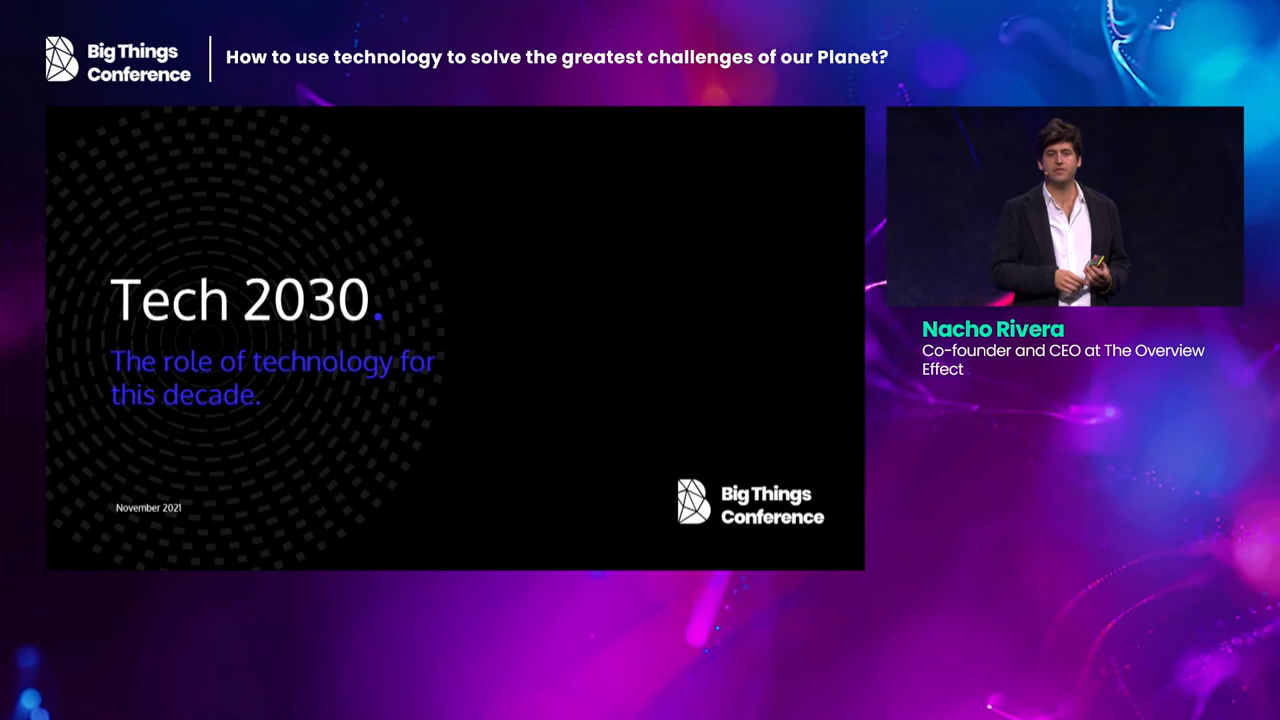 Big Things
Conference
How to use technology to solve the greatest challenges of our Planet?
Tech 2030.
The role of technology for
this decade.
November 2021
Big Things
Conference
Nacho Rivera
Co-founder and CEO at The Overview
Effect